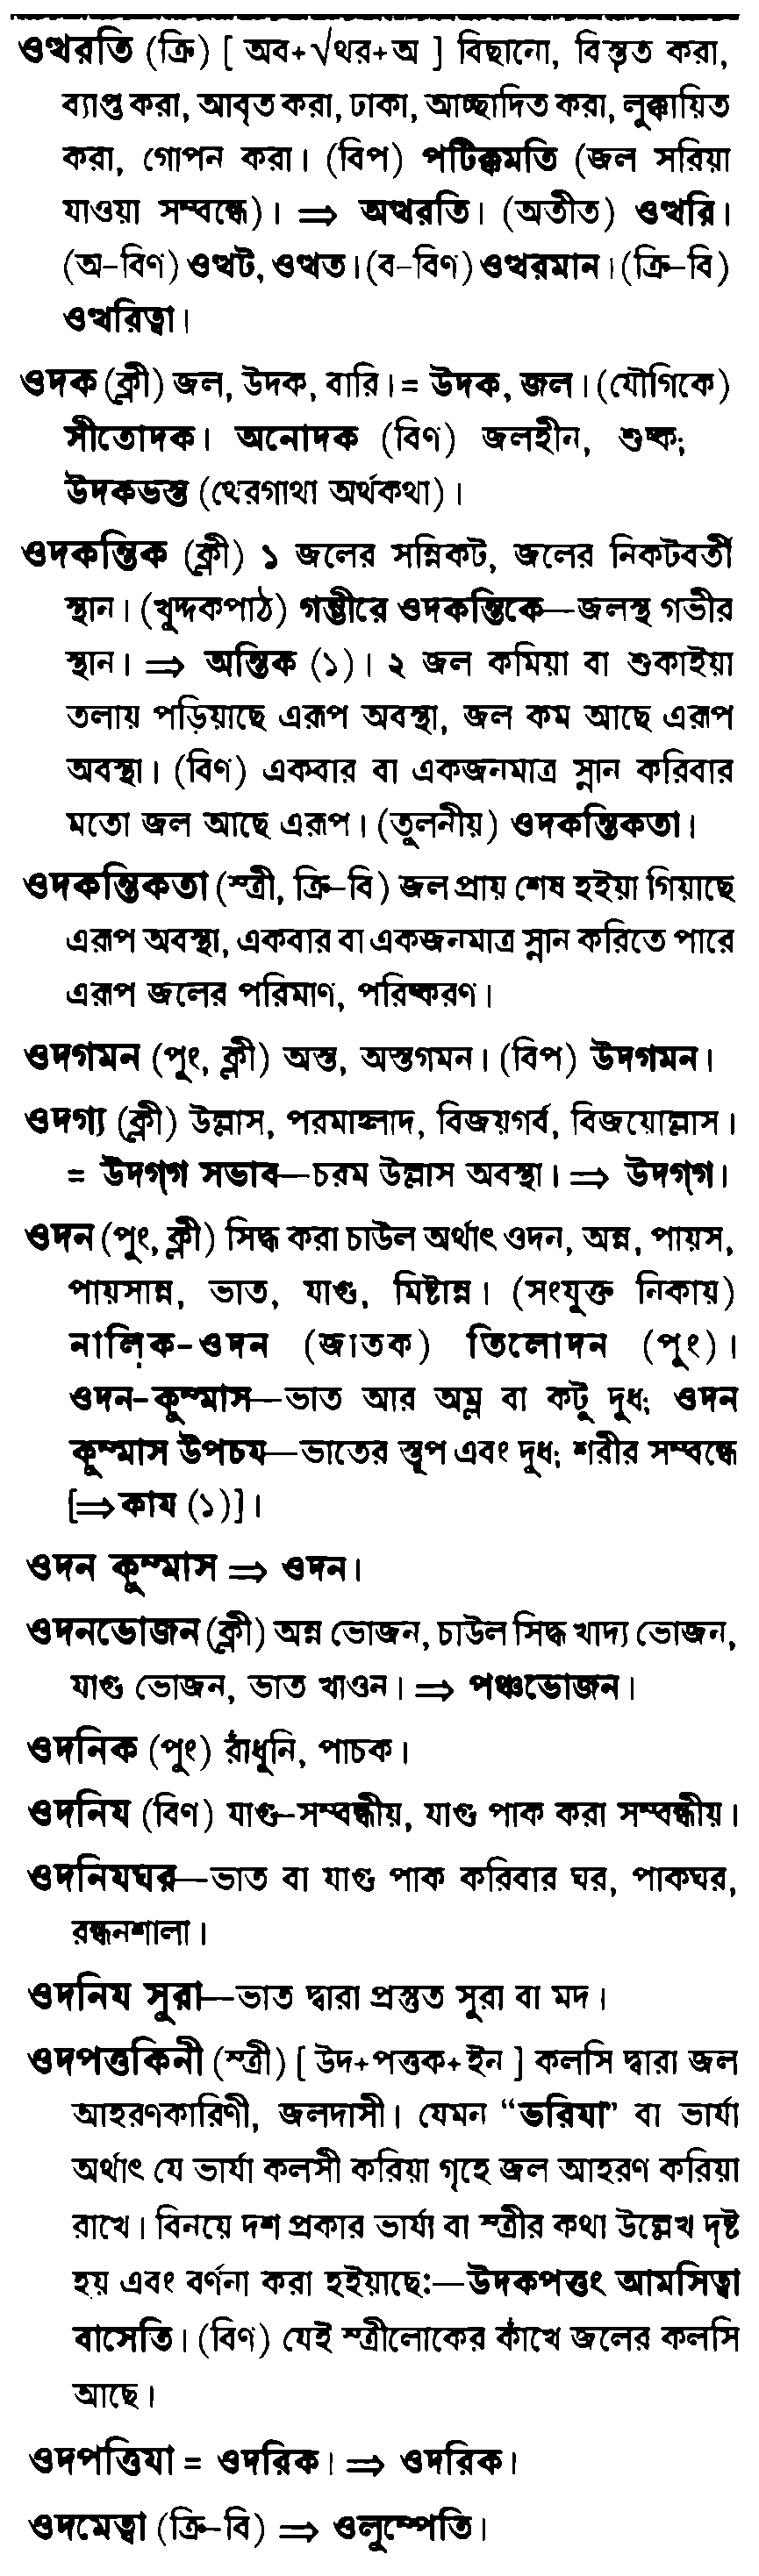 ওত্থরতি (ক্রি) [ অব+√থর+অ ] বিছানো, বিস্তৃত করা,
ব্যাপ্ত করা, আবৃত করা, ঢাকা, আচ্ছাদিত করা, লুক্কায়িত
করা, গোপন করা। (বিপ) পটিক্কমতি (জল সরিয়া
যাওয়া সম্বন্ধে)। ⇒ অত্থরতি। (অতীত) ওত্থরি।
(অ-বিণ) ওত্থট, ওত্থত। (ব-বিণ) ওত্থরমান। (ক্রি-বি)
ওত্থরিত্বা।
ওদক (ক্লী) জল, উদক, বারি। = উদক, জল। (যৌগিকে)
সীতোদক। অনোদক (বিণ) জলহীন, শুষ্ক;
উদকভস্ত (থেরগাথা অর্থকথা)।
ওদকন্তিক (ক্লী) ১ জলের সন্নিকট, জলের নিকটবর্তী
স্থান। (খুদ্দকপাঠ) গম্ভীরে ওদকন্তিকে—জলস্থ গভীর
স্থান। ⇒ অন্তিক (১)। ২ জল কমিয়া বা শুকাইয়া
তলায় পড়িয়াছে এরূপ অবস্থা, জল কম আছে এরূপ
অবস্থা। (বিণ) একবার বা একজনমাত্র স্নান করিবার
মতো জল আছে এরূপ। (তুলনীয়) ওদকন্তিকতা।
ওদকন্তিকতা (স্ত্রী, ক্রি-বি) জল প্রায় শেষ হইয়া গিয়াছে
এরূপ অবস্থা, একবার বা একজনমাত্র স্নান করিতে পারে
এরূপ জলের পরিমাণ, পরিষ্করণ।
ওদগমন (পুং, ক্লী) অস্ত, অস্তগমন। (বিপ) উদগমন।
ওদগ্য (ক্লী) উল্লাস, পরমাহ্লাদ, বিজয়গর্ব, বিজয়োল্লাস।
= উদগ্গ সভাব—চরম উল্লাস অবস্থা। ⇒ উদগ্গ।
ওদন (পুং, ক্লী) সিদ্ধ করা চাউল অর্থাৎ ওদন, অন্ন, পায়স,
পায়সান্ন, ভাত, যাগু, মিষ্টান্ন। (সংযুক্ত নিকায়)
নালিক-ওদন (জাতক) তিলোদন (পুং)।
ওদন-কুম্মাস—ভাত আর অম্ল বা কটু দুধ; ওদন
কুম্মাস উপচয—ভাতের স্তূপ এবং দুধ; শরীর সম্বন্ধে
[⇒কায (১)]।
ওদন কুম্মাস ⇒ ওদন।
ওদনভোজন (ক্লী) অন্ন ভোজন, চাউল সিদ্ধ খাদ্য ভোজন,
যাগু ভোজন, ভাত খাওন। ⇒ পঞ্চভোজন।
ওদনিক (পুং) রাঁধুনি, পাচক।
ওদনিয (বিণ) যাগু-সম্বন্ধীয়, যাগু পাক করা সম্বন্ধীয়।
ওদনিযঘর—ভাত বা যাগু পাক করিবার ঘর, পাকঘর,
রন্ধনশালা।
ওদনিয সুরা—ভাত দ্বারা প্রস্তুত সুরা বা মদ।
ওদপত্তকিনী (স্ত্রী) [ উদ+পত্তক+ইন ] কলসি দ্বারা জল
আহরণকারিণী, জলদাসী। যেমন “ভরিযা” বা ভার্যা
অর্থাৎ যে ভার্যা কলসী করিয়া গৃহে জল আহরণ করিয়া
রাখে। বিনয়ে দশ প্রকার ভার্যা বা স্ত্রীর কথা উল্লেখ দৃষ্ট
হয় এবং বর্ণনা করা হইয়াছে:—উদকপত্তং আমসিত্বা
বাসেতি। (বিণ) যেই স্ত্রীলোকের কাঁখে জলের কলসি
আছে।
ওদপত্তিযা = ওদরিক। ⇒ ওদরিক।
ওদমেত্বা (ক্রি-বি) ⇒ ওলুম্পেতি।